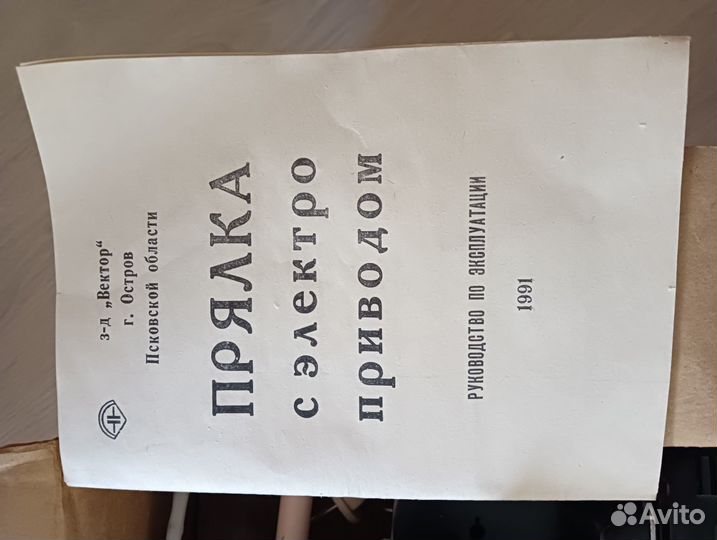 з-д „Вектор“
г. Остров
Псковской области
ПРЯЛКА
с электро
приводом
РУКОВОДСТВО ПО ЭКСПЛУАТАЦИИ
1991
Avito